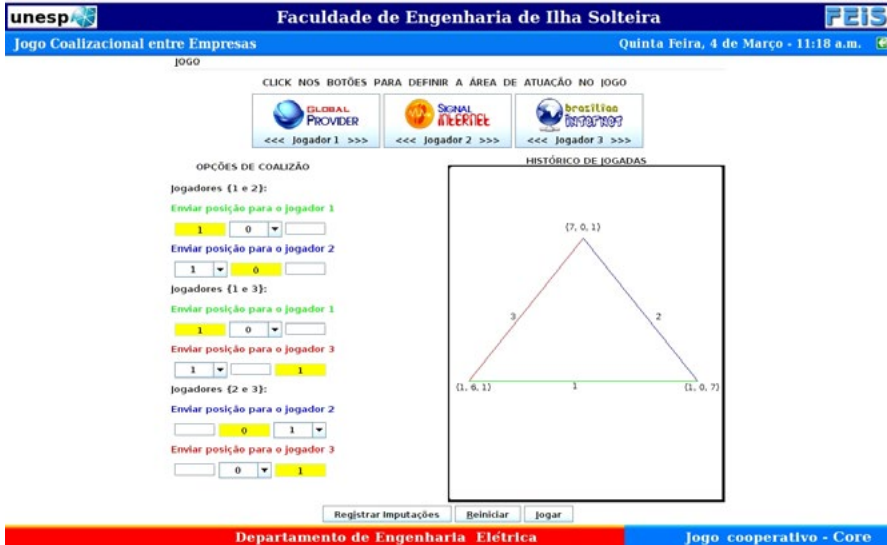 unesp
Faculdade de Engenharia de Ilha Solteira
FEIS
Jogo Coalizacional entre Empresas
Quinta Feira, 4 de Março - 11:18 a.m.
JOGO
CLICK NOS BOTÕES PARA DEFINIR A ÁREA DE ATUAÇÃO NO JOGO
GLOBAL PROVIDER
SIGNAL INTERNET
brazilian internet
<<< Jogador 1 >>>
<<< Jogador 2 >>>
<<< Jogador 3 >>>
OPÇÕES DE COALIZÃO
Jogadores {1 e 2}:
Enviar posição para o jogador 1
1 0
Enviar posição para o jogador 2
1 0
Jogadores {1 e 3}:
Enviar posição para o jogador 1
1 0
Enviar posição para o jogador 3
1 1
Jogadores {2 e 3}:
Enviar posição para o jogador 2
0 1
Enviar posição para o jogador 3
0 1
HISTÓRICO DE JOGADAS
{7, 0, 1}
3 2
{1, 6, 1} 1 {1, 0, 7}
Registrar Imputações
Reiniciar
Jogar
Departamento de Engenharia Elétrica
Jogo cooperativo - Core